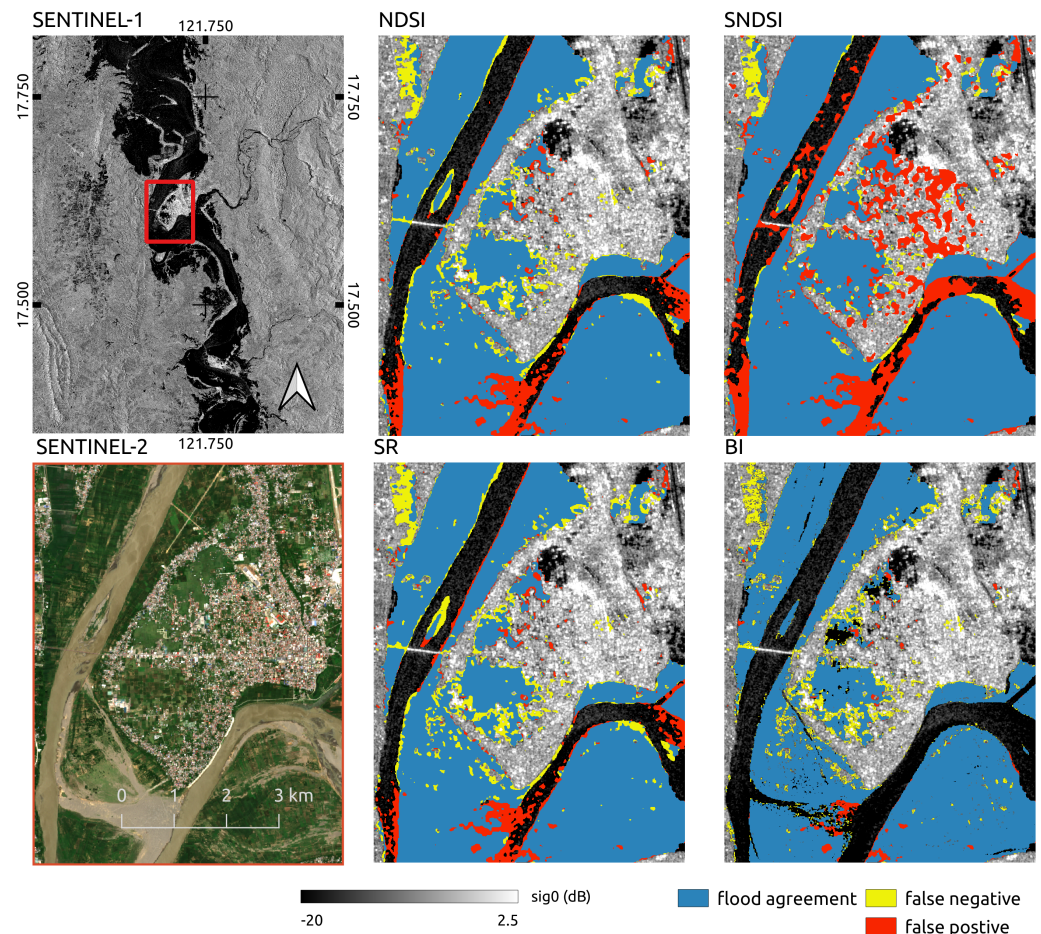 SENTINEL-1
121.750
NDSI
SNDSI
17.750
17.750
17.500
17.500
SENTINEL-2
121.750
SR
BI
0 1 2 3 km
sig0 (dB)
-20 2.5
flood agreement
false negative
false postive